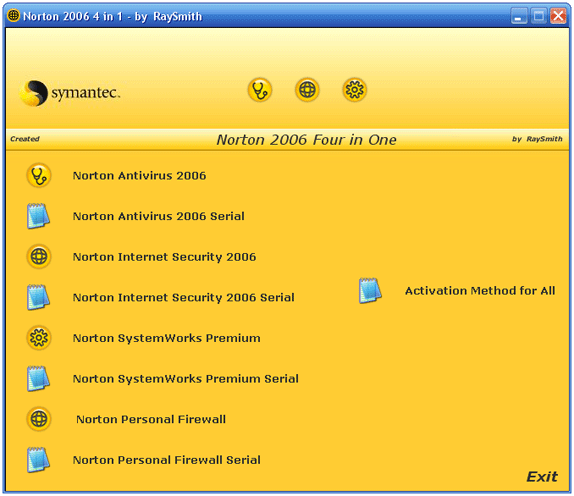 Norton 2006 4 in 1 - by RaySmith
symantec.
Created
Norton 2006 Four in One
by RaySmith
Norton Antivirus 2006
Norton Antivirus 2006 Serial
Norton Internet Security 2006
Norton Internet Security 2006 Serial
Activation Method for All
Norton SystemWorks Premium
Norton SystemWorks Premium Serial
Norton Personal Firewall
Norton Personal Firewall Serial
Exit